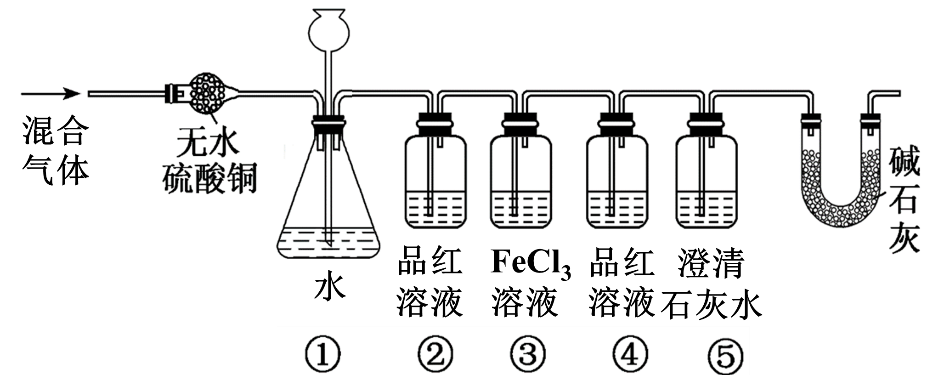 混合
气体
无水
硫酸铜
水
品红
溶液
FeCl₃
溶液
品红
溶液
澄清
石灰水
碱石灰
① ② ③ ④ ⑤